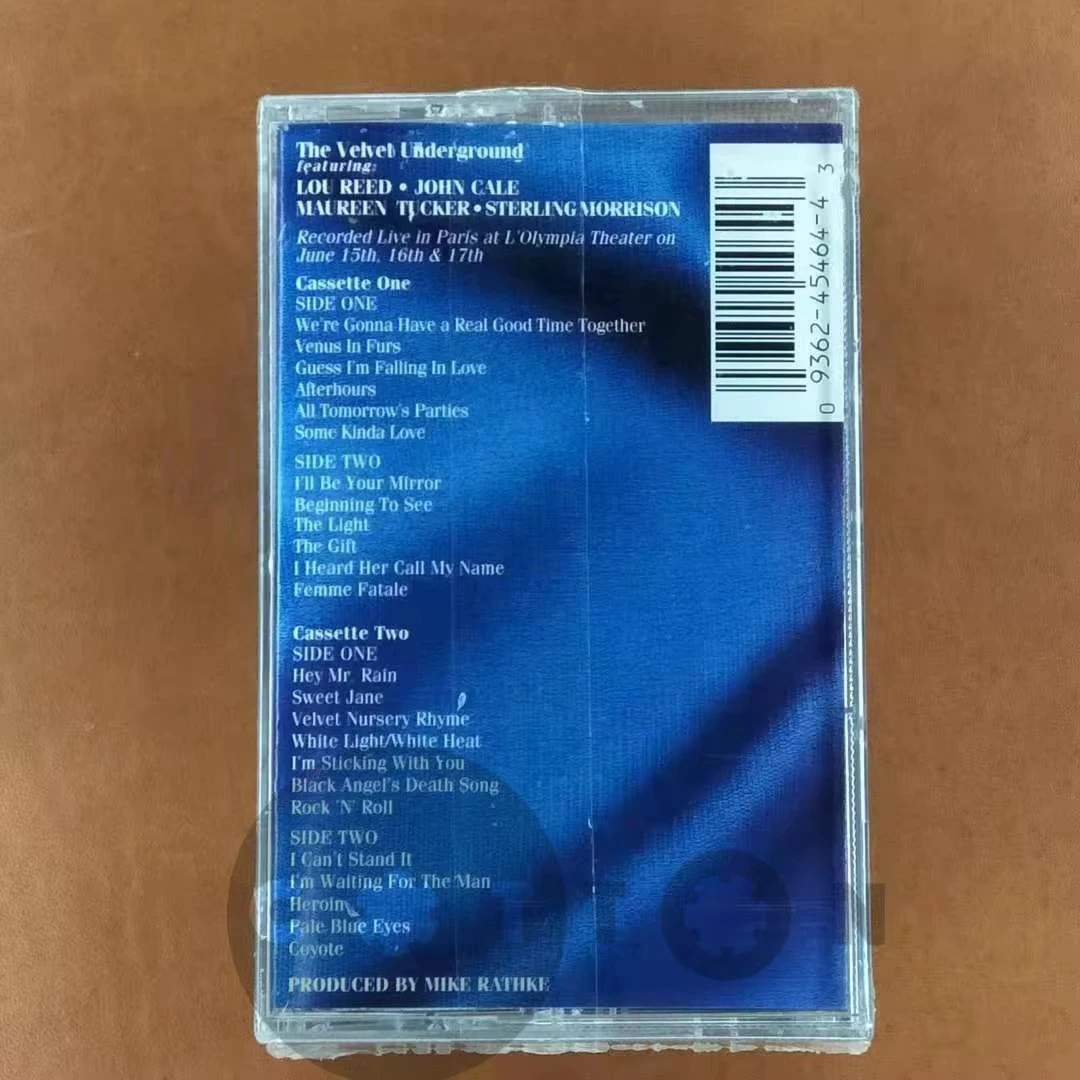 The Velvet Underground
featuring:
LOU REED • JOHN CALE
MAUREEN TUCKER • STERLING MORRISON
Recorded Live in Paris at L'Olympia Theater on
June 15th, 16th & 17th
Cassette One
SIDE ONE
We're Gonna Have a Real Good Time Together
Venus In Furs
Guess I'm Falling In Love
Afterhours
All Tomorrow's Parties
Some Kinda Love
SIDE TWO
I'll Be Your Mirror
Beginning To See
The Light
The Gift
I Heard Her Call My Name
Femme Fatale
Cassette Two
SIDE ONE
Hey Mr. Rain
Sweet Jane
Velvet Nursery Rhyme
White Light/White Heat
I'm Sticking With You
Black Angel's Death Song
Rock 'N' Roll
SIDE TWO
I Can't Stand It
I'm Waiting For The Man
Heroin
Pale Blue Eyes
Coyote
PRODUCED BY MIKE RATHKE
0 9362-45464-4 3